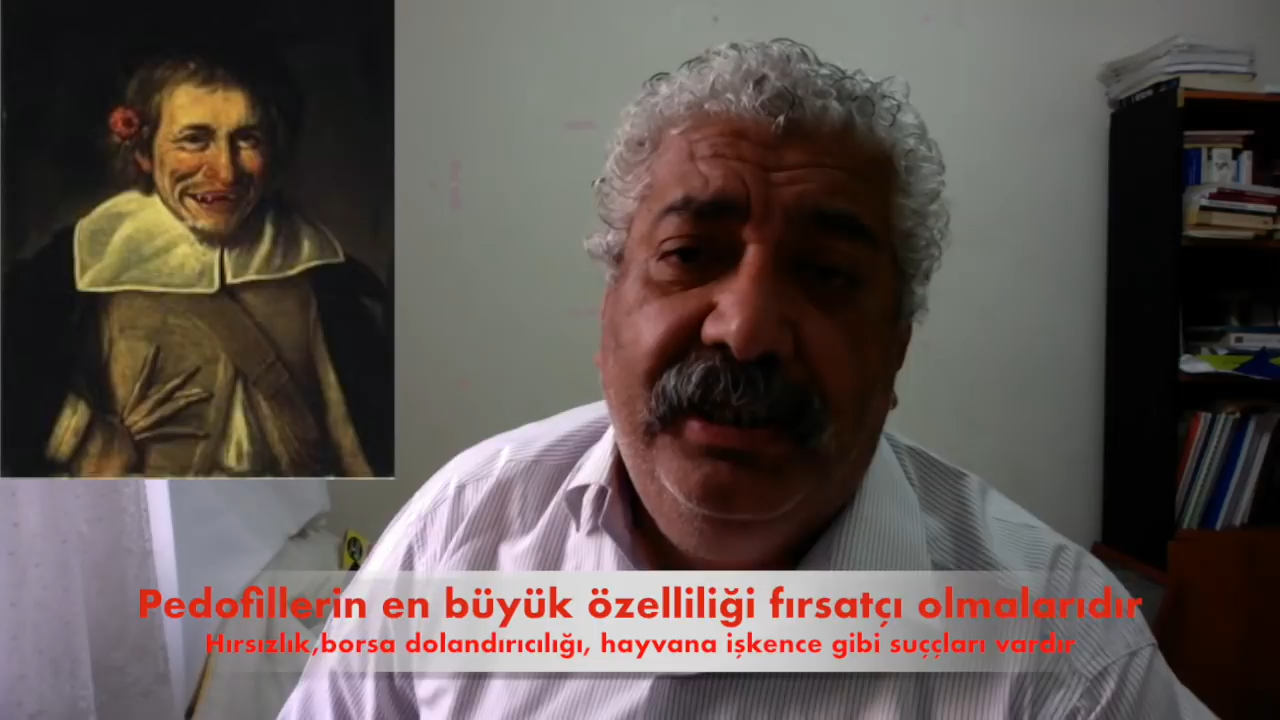 Pedofillerin en büyük özelliliği fırsatçı olmalarıdır
Hırsızlık,borsa dolandırıcılığı, hayvana işkence gibi suççları vardır